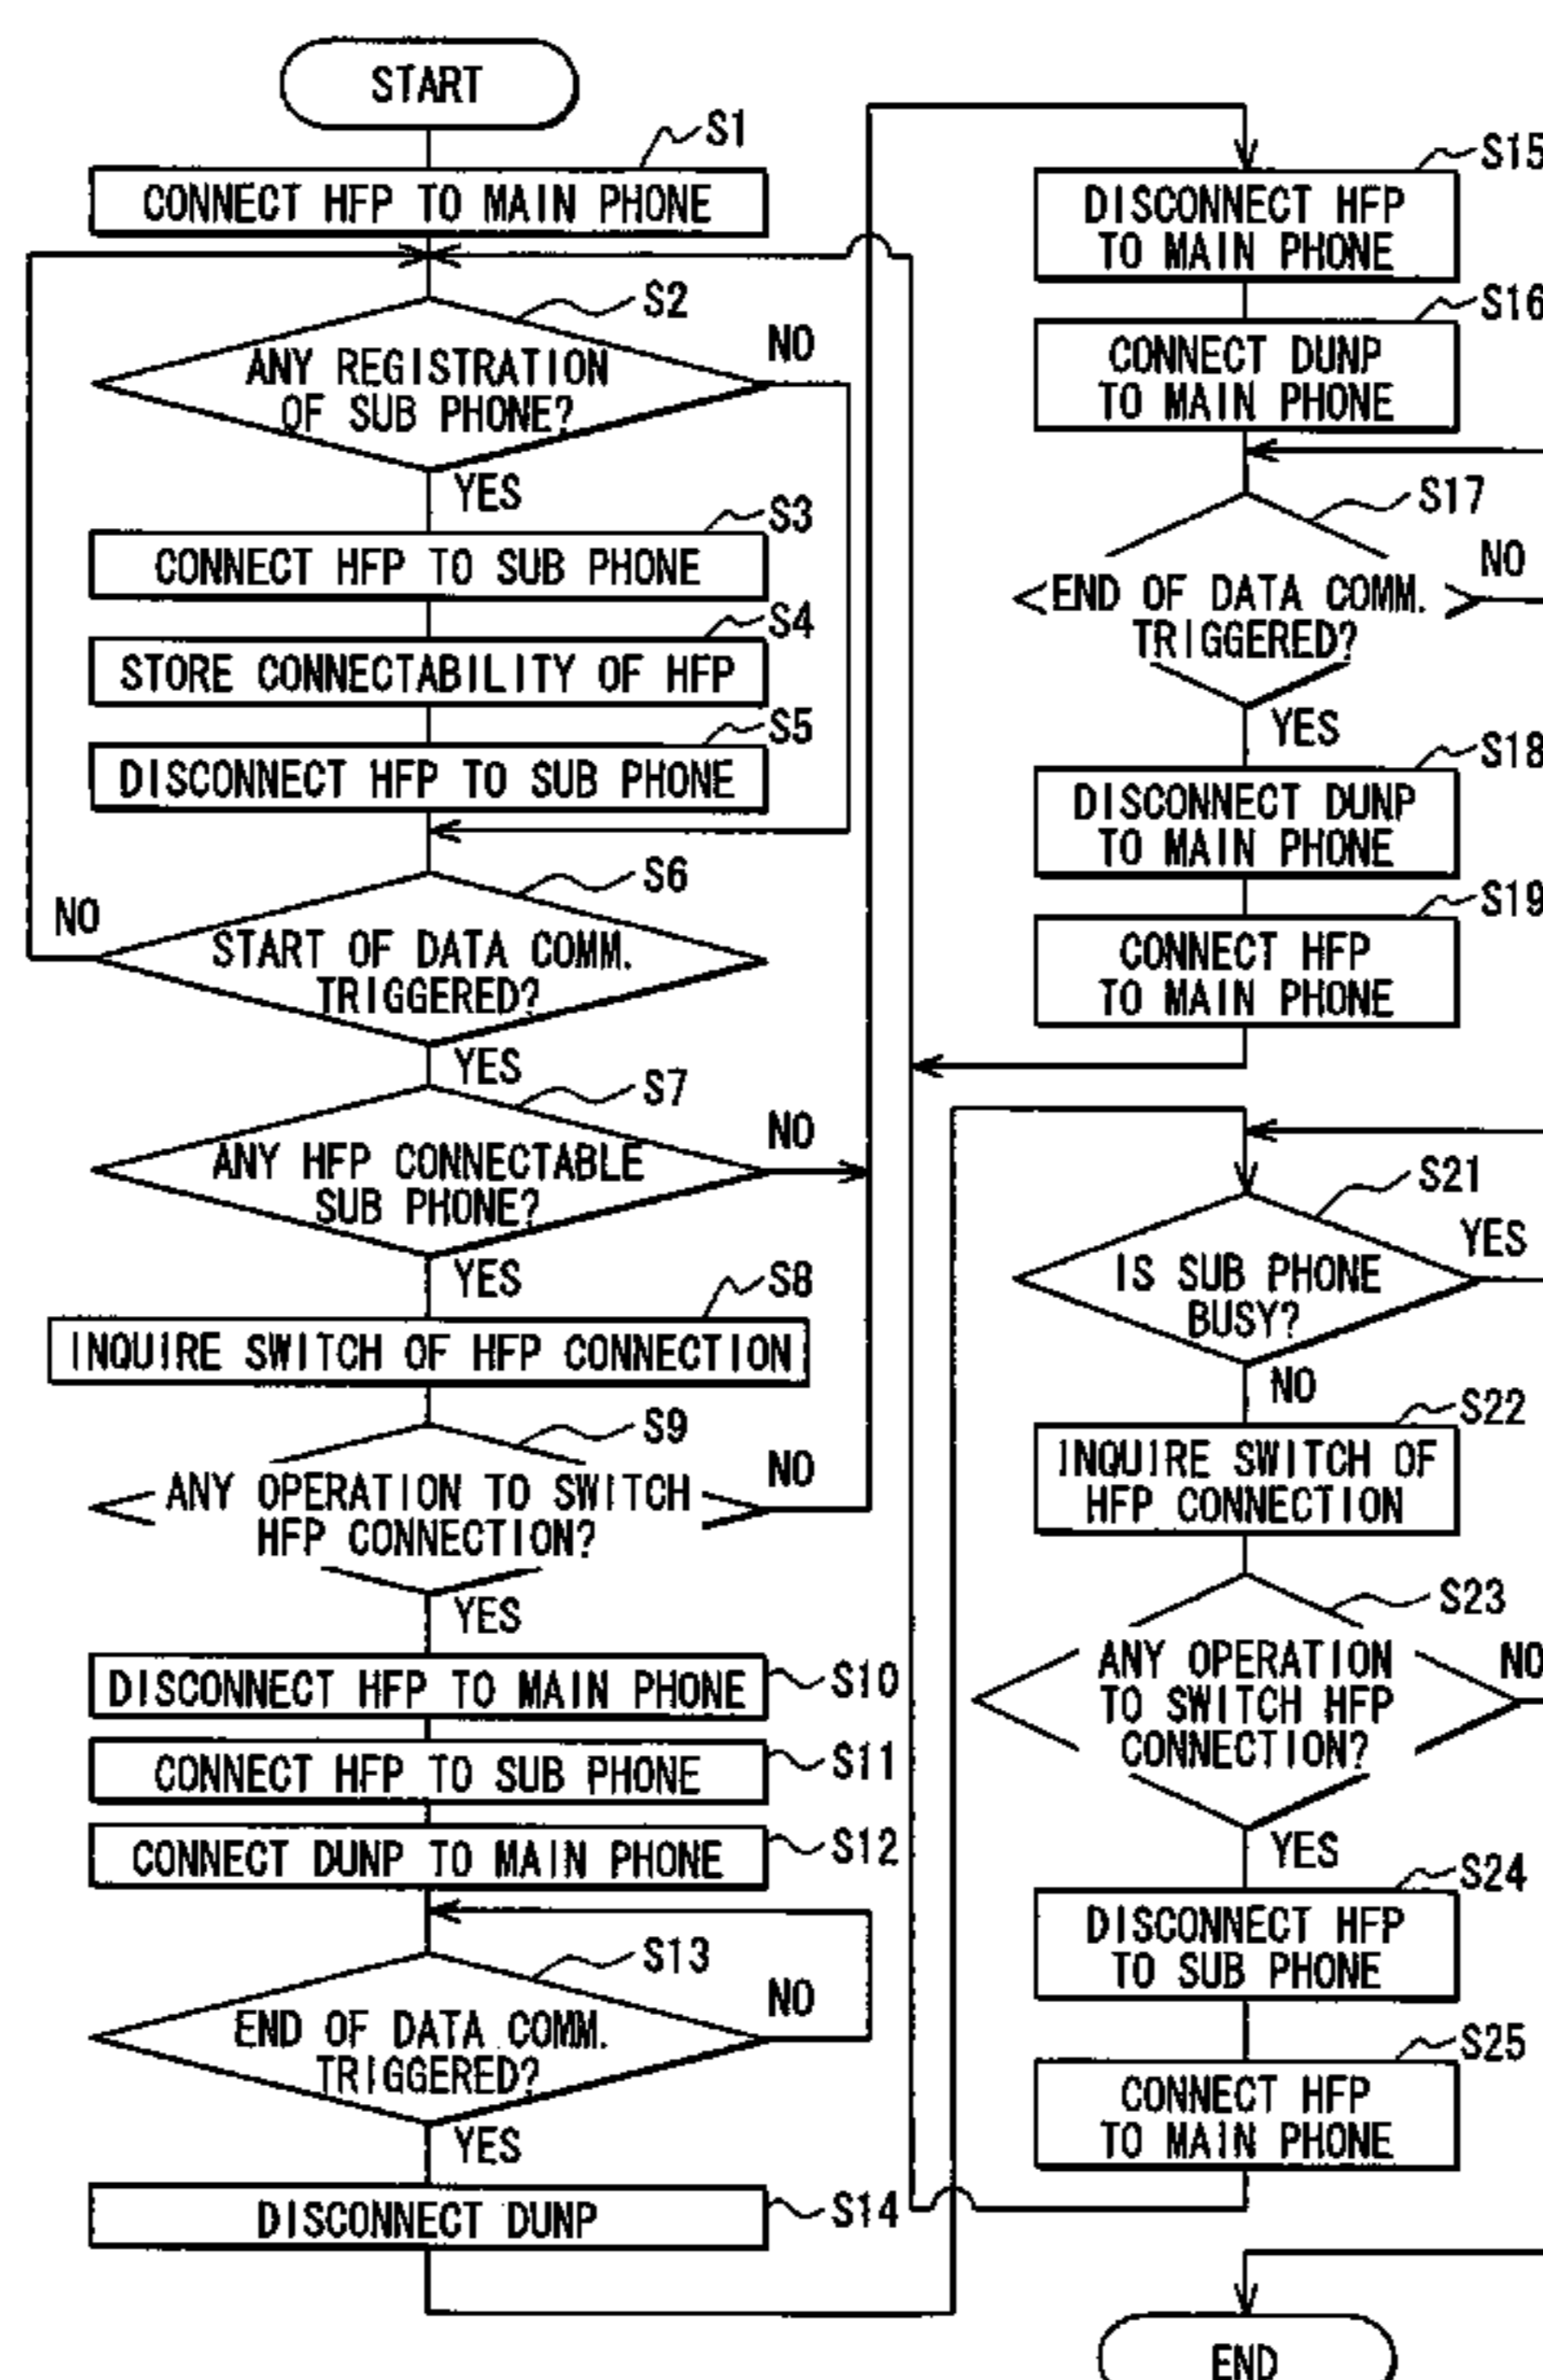 START
S1
CONNECT HFP TO MAIN PHONE
S2
ANY REGISTRATION
OF SUB PHONE?
NO
YES
S3
CONNECT HFP TO SUB PHONE
S4
STORE CONNECTABILITY OF HFP
S5
DISCONNECT HFP TO SUB PHONE
S6
NO
START OF DATA COMM.
TRIGGERED?
YES
S7
NO
ANY HFP CONNECTABLE
SUB PHONE?
YES
S8
INQUIRE SWITCH OF HFP CONNECTION
S9
NO
ANY OPERATION TO SWITCH
HFP CONNECTION?
YES
DISCONNECT HFP TO MAIN PHONE
S10
CONNECT HFP TO SUB PHONE
S11
CONNECT DUNP TO MAIN PHONE
S12
S13
NO
END OF DATA COMM.
TRIGGERED?
YES
DISCONNECT DUNP
S14
S15
DISCONNECT HFP
TO MAIN PHONE
S16
CONNECT DUNP
TO MAIN PHONE
S17
NO
END OF DATA COMM.
TRIGGERED?
YES
S18
DISCONNECT DUNP
TO MAIN PHONE
S19
CONNECT HFP
TO MAIN PHONE
S21
YES
IS SUB PHONE
BUSY?
NO
S22
INQUIRE SWITCH OF
HFP CONNECTION
S23
NO
ANY OPERATION
TO SWITCH HFP
CONNECTION?
YES
S24
DISCONNECT HFP
TO SUB PHONE
S25
CONNECT HFP
TO MAIN PHONE
END